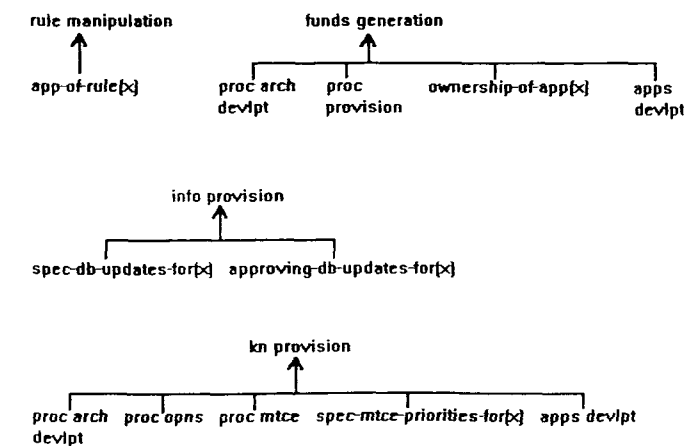 rule manipulation
funds generation
app-of-rule(x)
proc arch
devlpt
proc
provision
ownership-of-app(x)
apps
devlpt
info provision
spec-db-updates-for(x)
approving-db-updates-for(x)
kn provision
proc arch
devlpt
proc opns
proc mtce
spec-mtce-priorities-for(x)
apps devlpt